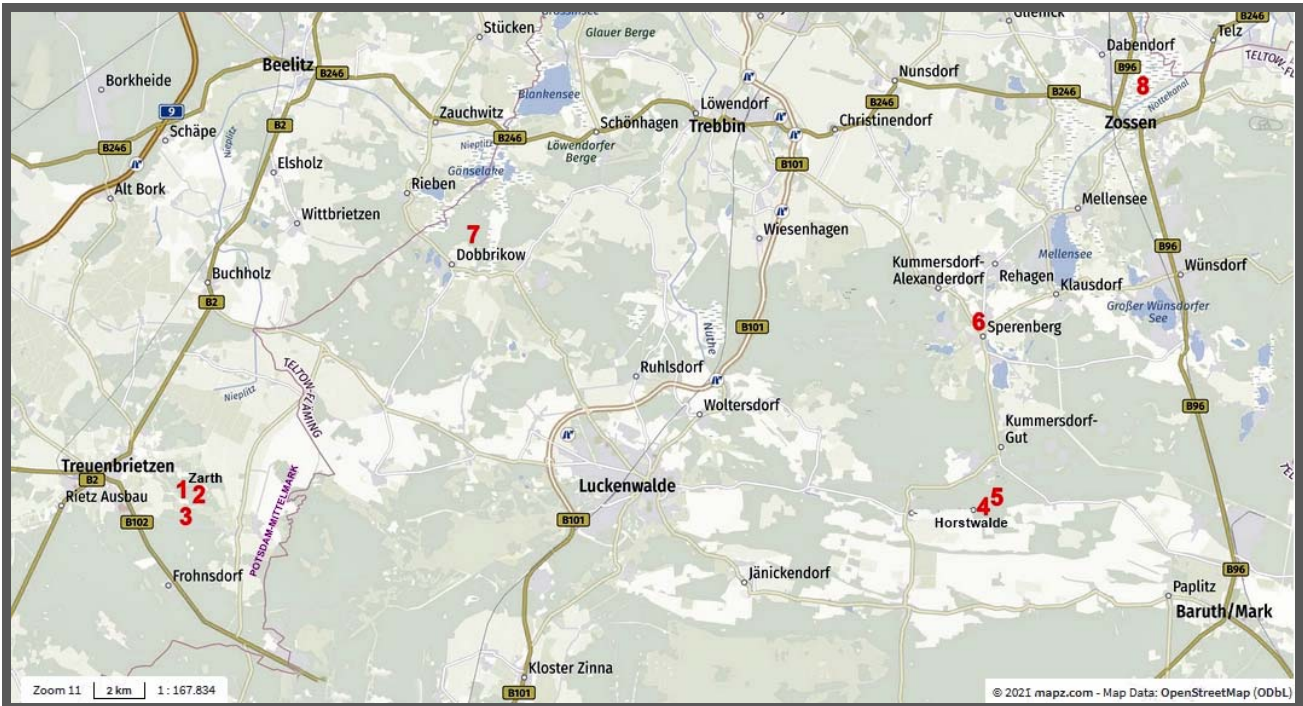 Stücken
Glauer Berge
Glienick
B246
Telz
Dabendorf
TELTOW-FL
Beelitz
B246
Borkheide
Nunsdorf
B96
8
Blankensee
B246
B246
Nottekanal
9
Zauchwitz
Löwendorf
Schäpe
B2
Schönhagen
Trebbin
Christinendorf
Zossen
Nieplitz
B246
B246
Nieplitz
Löwendorfer
Berge
Elsholz
Gänselake
B101
Alt Bork
Rieben
Mellensee
Wittbrietzen
7
Wiesenhagen
Dobbrikow
Mellensee
B96
Buchholz
Kummersdorf-
Alexanderdorf
Rehagen
Wünsdorf
Klausdorf
B2
Großer Wünsdorfer
See
6
Sperenberg
B101
Nuthe
TELTOW-FLÄMING
Ruhlsdorf
Nieplitz
Woltersdorf
B96
Kummersdorf-
Gut
Treuenbrietzen
B2
Zarth
1
2
3
Rietz Ausbau
Luckenwalde
POTSDAM-MITTELMARK
5
4
Horstwalde
B102
B101
Frohnsdorf
Jänickendorf
B96
Paplitz
Baruth/Mark
Kloster Zinna
B101
Zoom 11
2 km
1 : 167.834
© 2021 mapz.com - Map Data: OpenStreetMap (ODbL)